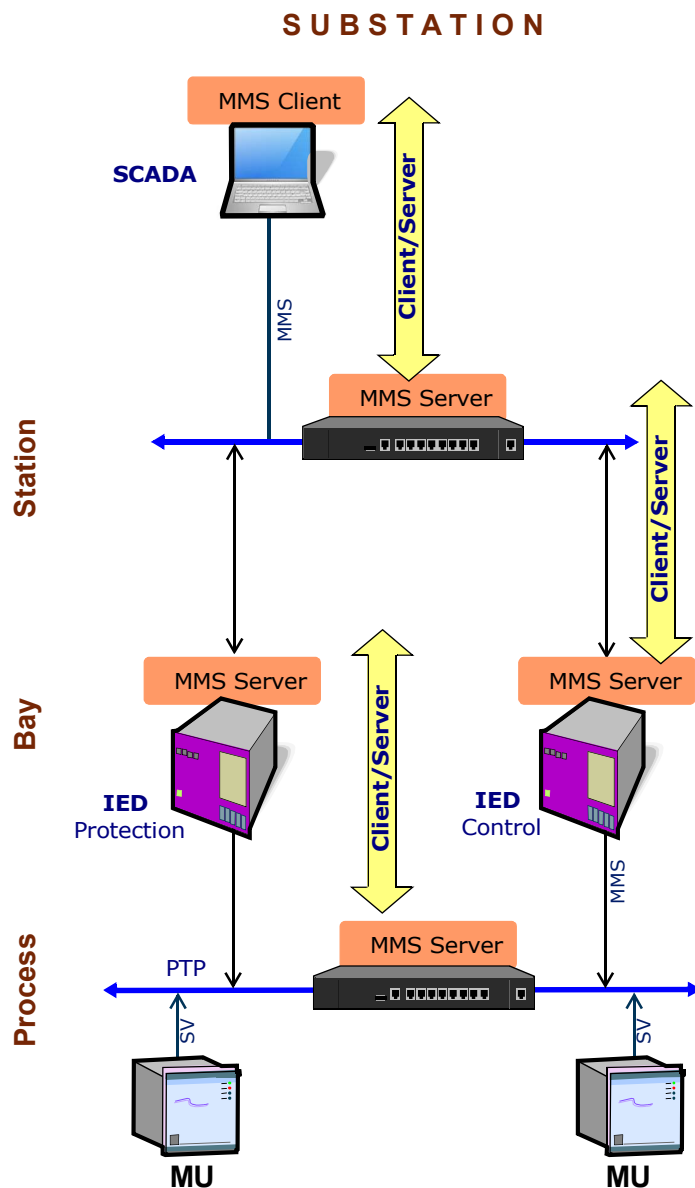 SUBSTATION
MMS Client
SCADA
Client/Server
MMS
MMS Server
Station
Client/Server
MMS Server
MMS Server
Bay
Client/Server
IED
Protection
IED
Control
MMS
MMS Server
Process
PTP
SV
SV
MU
MU